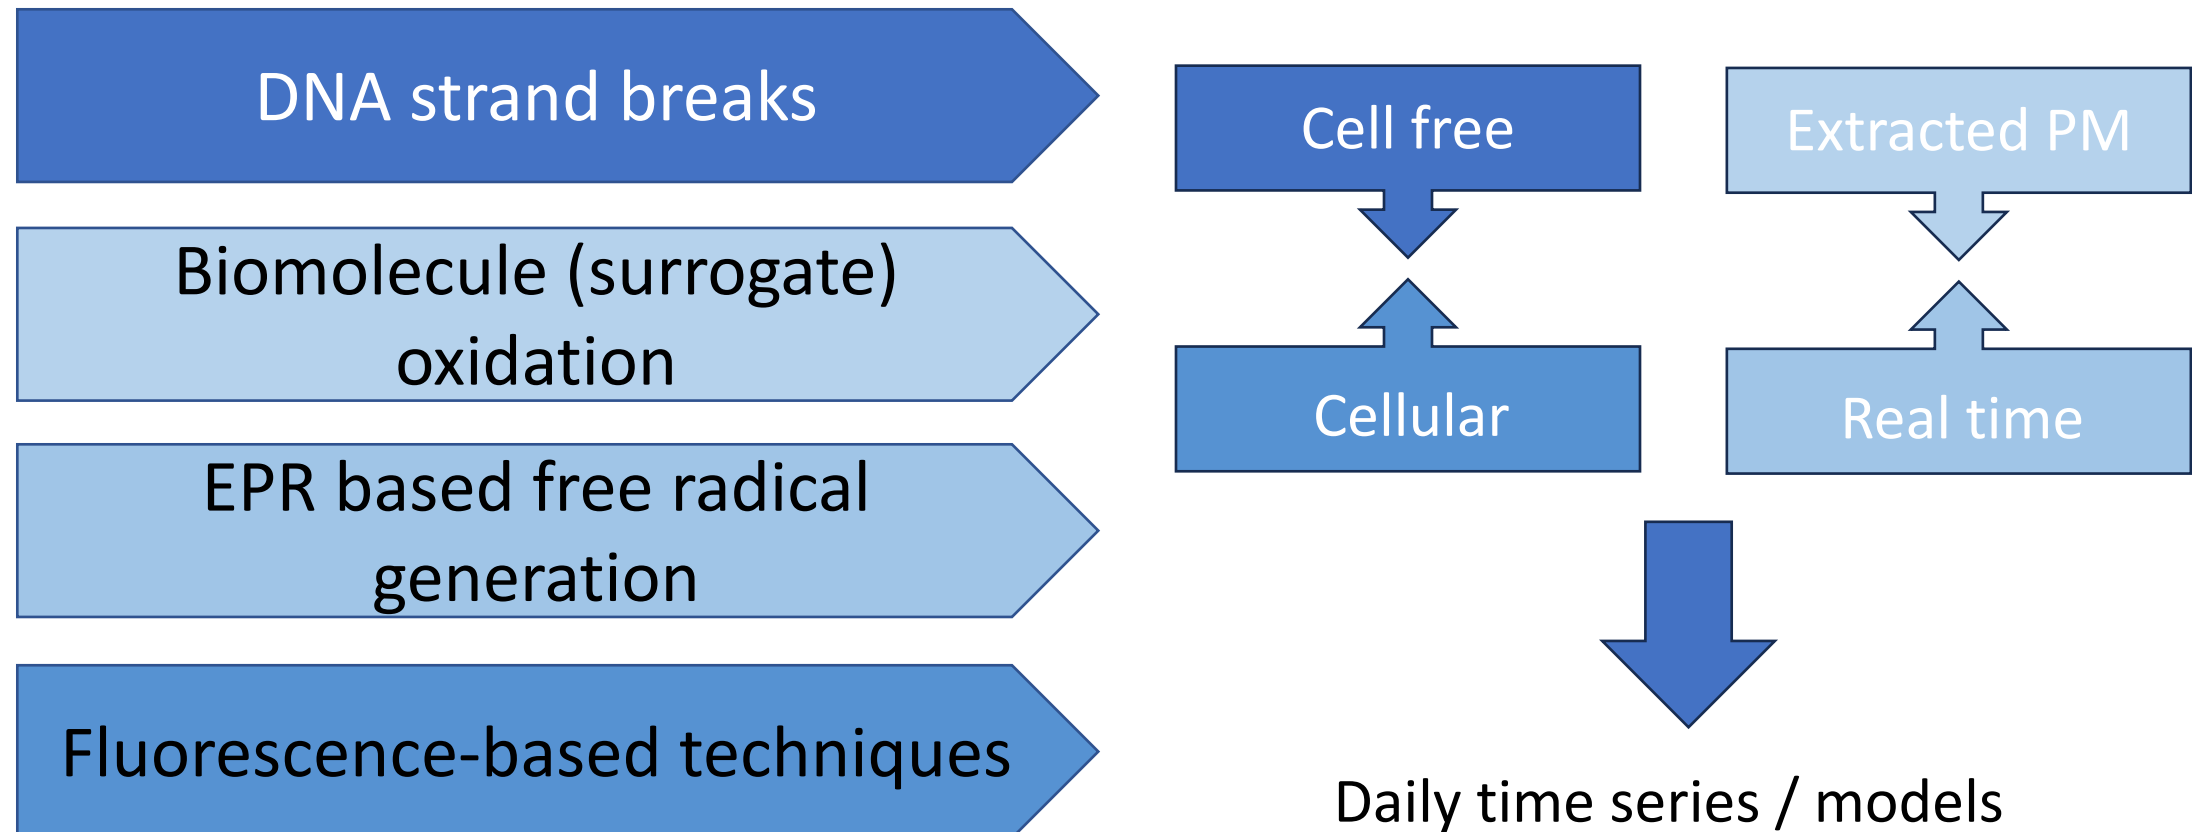 DNA strand breaks
Biomolecule (surrogate)
oxidation
EPR based free radical
generation
Fluorescence-based techniques
Cell free
Extracted PM
Cellular
Real time
Daily time series / models